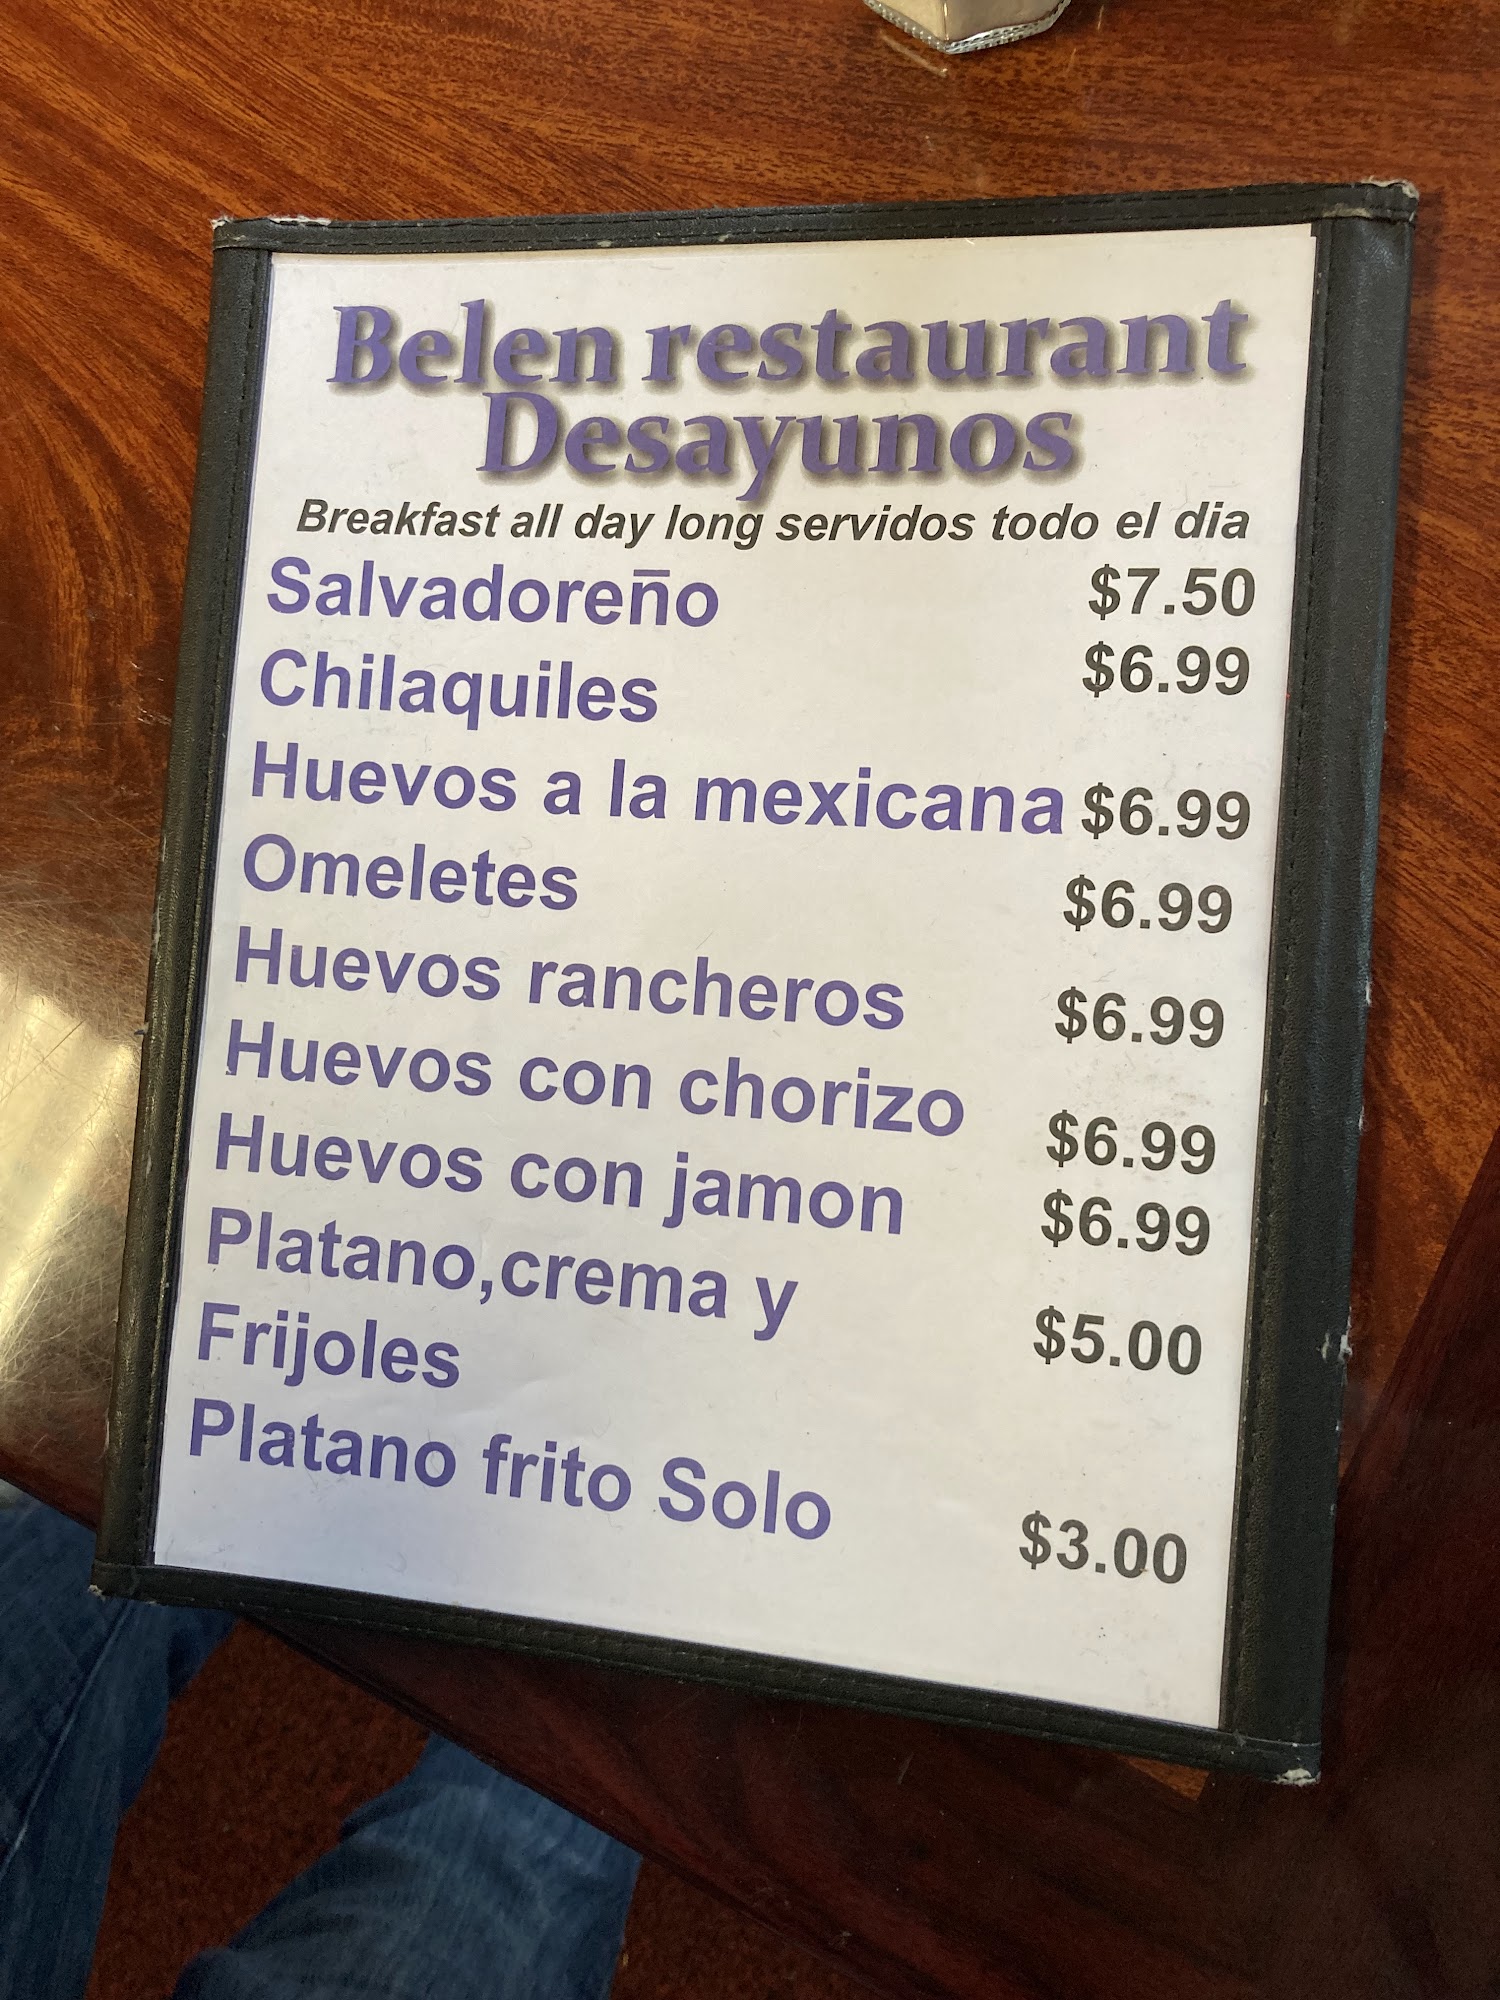 Belen restaurant
Desayunos
Breakfast all day long servidos todo el dia
Salvadoreño $7.50
Chilaquiles $6.99
Huevos a la mexicana $6.99
Omeletes $6.99
Huevos rancheros $6.99
Huevos con chorizo $6.99
Huevos con jamon $6.99
Platano,crema y $5.00
Frijoles
Platano frito Solo $3.00